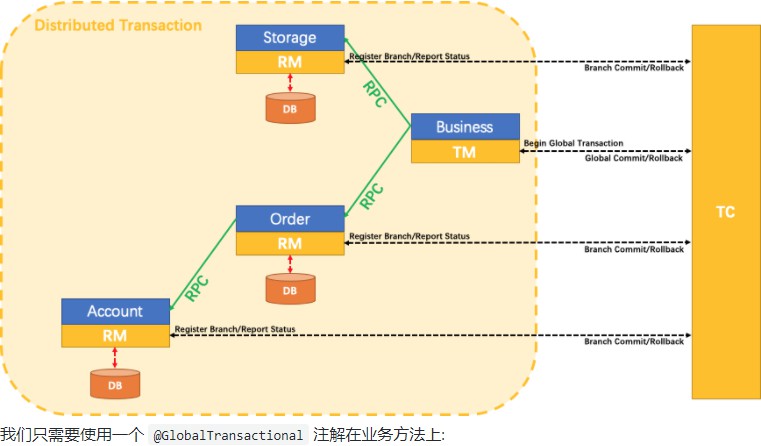 Distributed Transaction
Storage
RM
DB
Register Branch/Report Status
Branch Commit/Rollback
RPC
Business
TM
Begin Global Transaction
Global Commit/Rollback
TC
RPC
Order
RM
DB
Register Branch/Report Status
Branch Commit/Rollback
RPC
Account
RM
DB
Register Branch/Report Status
Branch Commit/Rollback
我们只需要使用一个 @GlobalTransactional 注解在业务方法上: